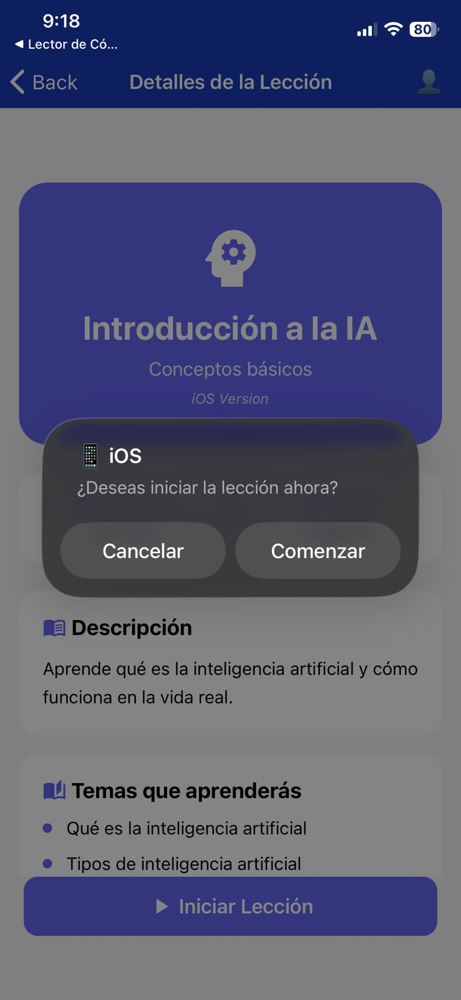 9:18
80
◀ Lector de Có...
Back
Detalles de la Lección
Introducción a la IA
Conceptos básicos
iOS Version
📱 iOS
¿Deseas iniciar la lección ahora?
Cancelar
Comenzar
Descripción
Aprende qué es la inteligencia artificial y cómo
funciona en la vida real.
Temas que aprenderás
Qué es la inteligencia artificial
Tipos de inteligencia artificial
Iniciar Lección